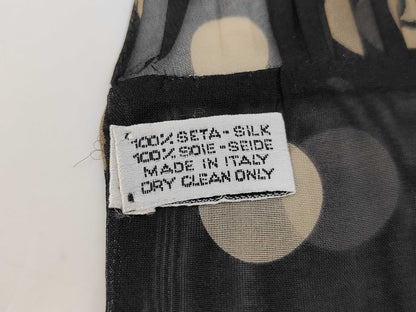 100% SETA - SILK
100% SOIE - SEIDE
MADE IN ITALY
DRY CLEAN ONLY